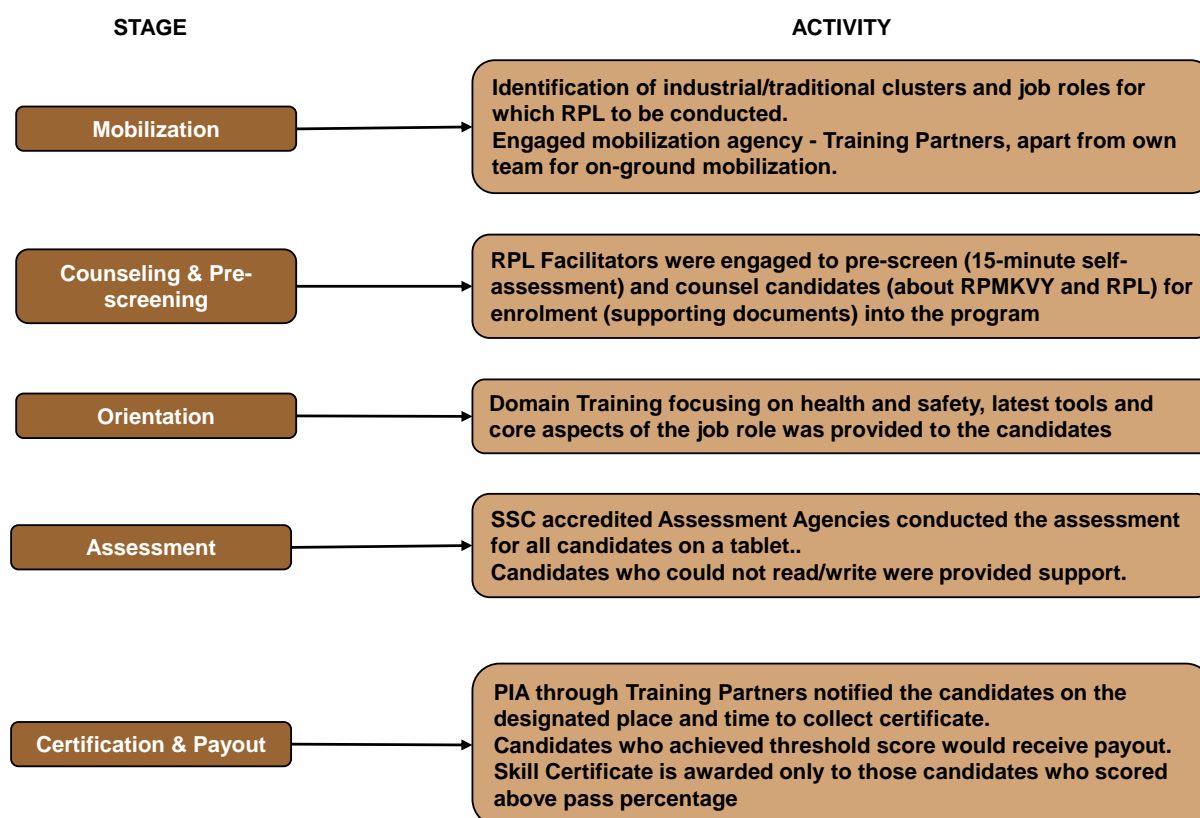 STAGE
ACTIVITY
Mobilization
Identification of industrial/traditional clusters and job roles for
which RPL to be conducted.
Engaged mobilization agency - Training Partners, apart from own
team for on-ground mobilization.
Counseling & Pre-
screening
RPL Facilitators were engaged to pre-screen (15-minute self-
assessment) and counsel candidates (about RPMKVY and RPL) for
enrolment (supporting documents) into the program
Orientation
Domain Training focusing on health and safety, latest tools and
core aspects of the job role was provided to the candidates
Assessment
SSC accredited Assessment Agencies conducted the assessment
for all candidates on a tablet..
Candidates who could not read/write were provided support.
Certification & Payout
PIA through Training Partners notified the candidates on the
designated place and time to collect certificate.
Candidates who achieved threshold score would receive payout.
Skill Certificate is awarded only to those candidates who scored
above pass percentage